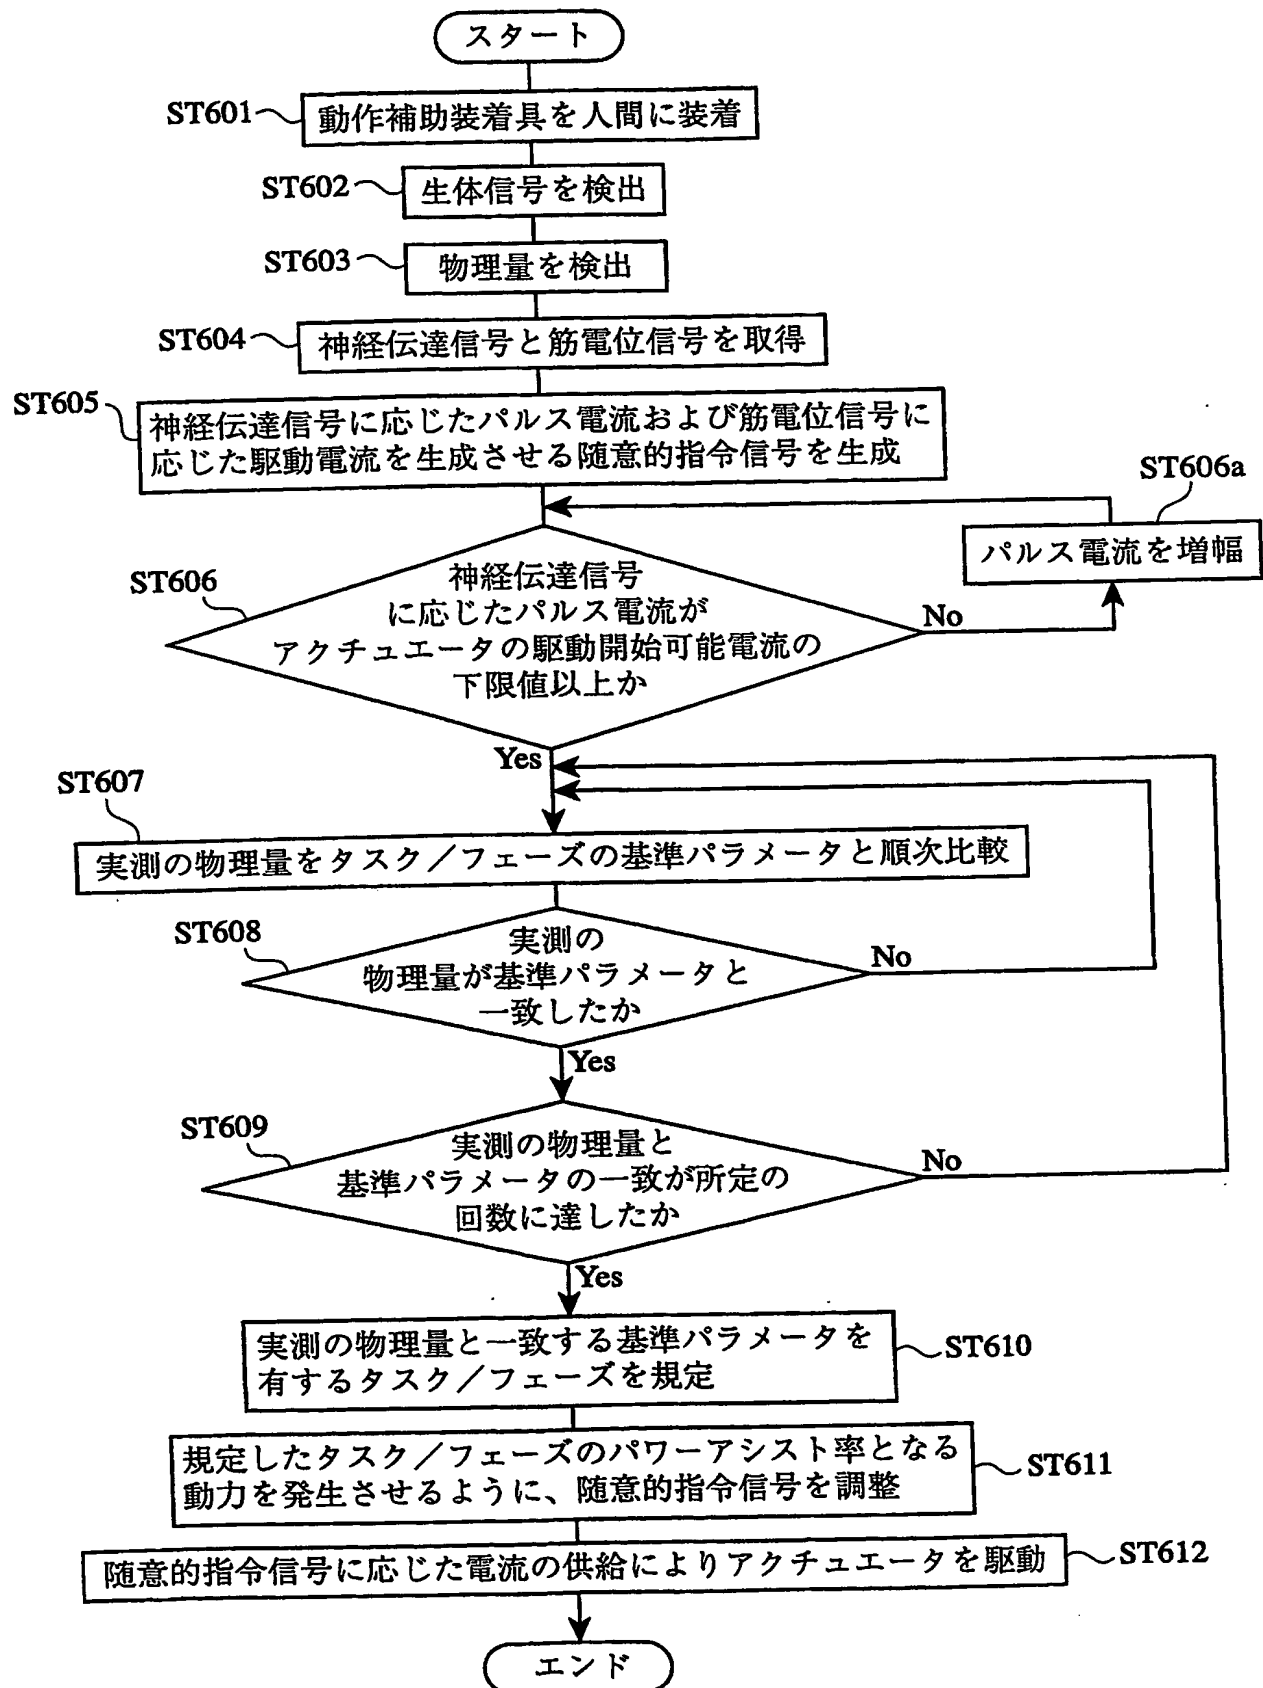 スタート
ST601
動作補助装着具を人間に装着
ST602
生体信号を検出
ST603
物理量を検出
ST604
神経伝達信号と筋電位信号を取得
ST605
神経伝達信号に応じたパルス電流および筋電位信号に
応じた駆動電流を生成させる随意的指令信号を生成
ST606a
パルス電流を増幅
ST606
神経伝達信号
に応じたパルス電流が
アクチュエータの駆動開始可能電流の
下限値以上か
No
Yes
ST607
実測の物理量をタスク／フェーズの基準パラメータと順次比較
ST608
実測の
物理量が基準パラメータと
一致したか
No
Yes
ST609
実測の物理量と
基準パラメータの一致が所定の
回数に達したか
No
Yes
実測の物理量と一致する基準パラメータを
有するタスク／フェーズを規定
ST610
規定したタスク／フェーズのパワーアシスト率となる
動力を発生させるように、随意的指令信号を調整
ST611
随意的指令信号に応じた電流の供給によりアクチュエータを駆動
ST612
エンド